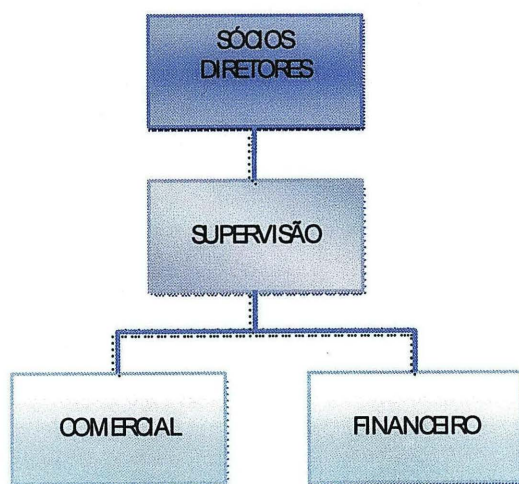 SÓCIOS
DIRETORES
SUPERVISÃO
COMERCIAL
FINANCEIRO